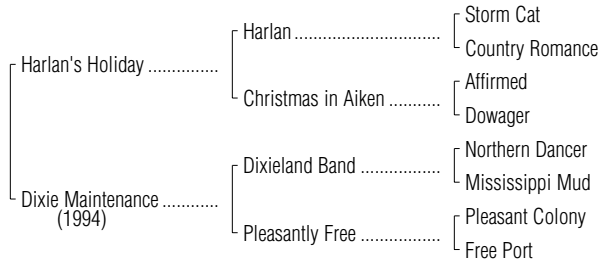 Storm Cat
Harlan
Country Romance
Harlan's Holiday
Affirmed
Christmas in Aiken
Dowager
Northern Dancer
Dixieland Band
Mississippi Mud
Dixie Maintenance
(1994)
Pleasant Colony
Pleasantly Free
Free Port